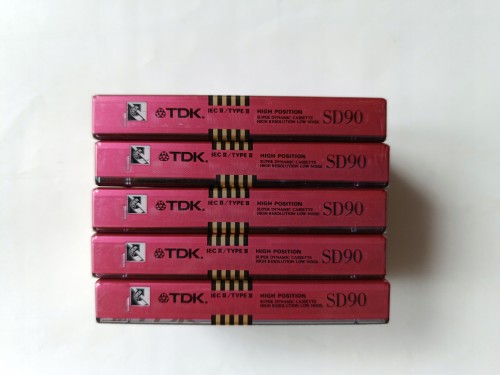 TDK. IEC II/TYPE II HIGH POSITION
SUPER DYNAMIC CASSETTE
HIGH RESOLUTION LOW NOISE SD90
TDK. IEC II/TYPE II HIGH POSITION
SUPER DYNAMIC CASSETTE
HIGH RESOLUTION LOW NOISE SD90
TDK. IEC II/TYPE II HIGH POSITION
SUPER DYNAMIC CASSETTE
HIGH RESOLUTION LOW NOISE SD90
TDK. IEC II/TYPE II HIGH POSITION
SUPER DYNAMIC CASSETTE
HIGH RESOLUTION LOW NOISE SD90
TDK. IEC II/TYPE II HIGH POSITION
SUPER DYNAMIC CASSETTE
HIGH RESOLUTION LOW NOISE SD90